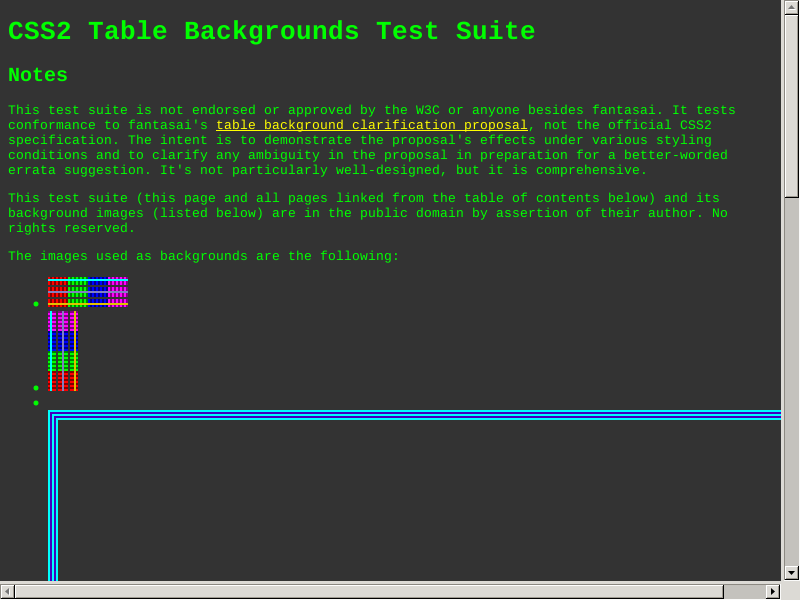 CSS2 Table Backgrounds Test Suite
Notes
This test suite is not endorsed or approved by the W3C or anyone besides fantasai. It tests
conformance to fantasai's table background clarification proposal, not the official CSS2
specification. The intent is to demonstrate the proposal's effects under various styling
conditions and to clarify any ambiguity in the proposal in preparation for a better-worded
errata suggestion. It's not particularly well-designed, but it is comprehensive.
This test suite (this page and all pages linked from the table of contents below) and its
background images (listed below) are in the public domain by assertion of their author. No
rights reserved.
The images used as backgrounds are the following: